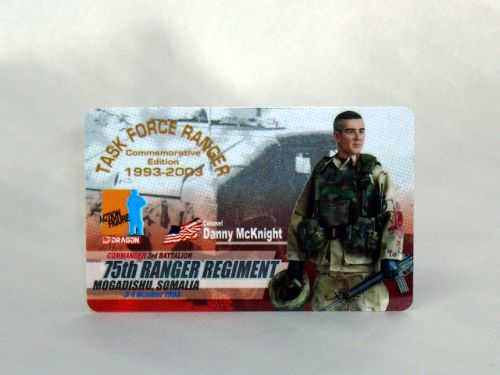 TASK FORCE RANGER
Commemorative
Edition
1993-2003
ACTION
FIGURE
DRAGON
Colonel
Danny McKnight
COMMANDER 3rd BATTALION
75th RANGER REGIMENT
MOGADISHU, SOMALIA
3-4 October 1993